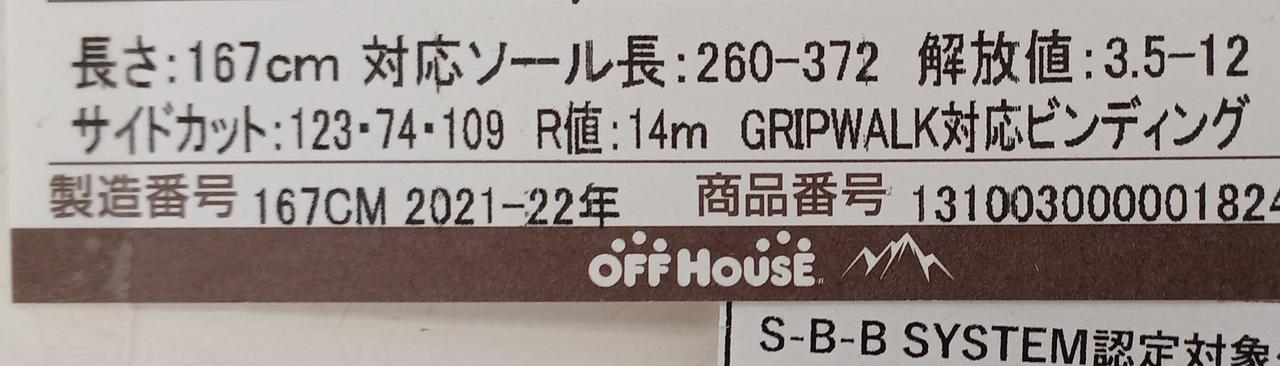 長さ:167cm 対応ソール長:260-372 解放値:3.5-12
サイドカット:123・74・109 R値:14m GRIPWALK対応ビンディング
製造番号 167CM 2021-22年 商品番号 1310030000001824
OFF HOUSE
S-B-B SYSTEM認定対象